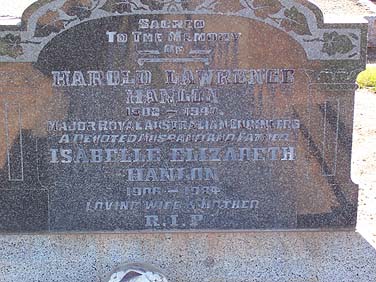 SACRED
TO THE MEMORY
OF
HAROLD LAWRENCE
HANLON
MAJOR ROYAL AUSTRALIAN ENGINEERS
A DEVOTED HUSBAND AND FATHER
ISABELLE ELIZABETH
HANLON
LOVING WIFE & MOTHER
R.I.P